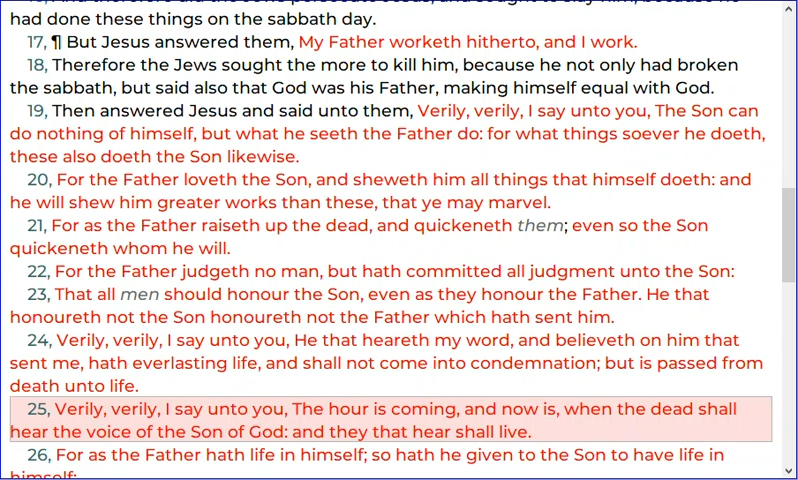 had done these things on the sabbath day.
17, ¶ But Jesus answered them, My Father worketh hitherto, and I work.
18, Therefore the Jews sought the more to kill him, because he not only had broken
the sabbath, but said also that God was his Father, making himself equal with God.
19, Then answered Jesus and said unto them, Verily, verily, I say unto you, The Son can
do nothing of himself, but what he seeth the Father do: for what things soever he doeth,
these also doeth the Son likewise.
20, For the Father loveth the Son, and sheweth him all things that himself doeth: and
he will shew him greater works than these, that ye may marvel.
21, For as the Father raiseth up the dead, and quickeneth them; even so the Son
quickeneth whom he will.
22, For the Father judgeth no man, but hath committed all judgment unto the Son:
23, That all men should honour the Son, even as they honour the Father. He that
honoureth not the Son honoureth not the Father which hath sent him.
24, Verily, verily, I say unto you, He that heareth my word, and believeth on him that
sent me, hath everlasting life, and shall not come into condemnation; but is passed from
death unto life.
25, Verily, verily, I say unto you, The hour is coming, and now is, when the dead shall
hear the voice of the Son of God: and they that hear shall live.
26, For as the Father hath life in himself; so hath he given to the Son to have life in
himself;